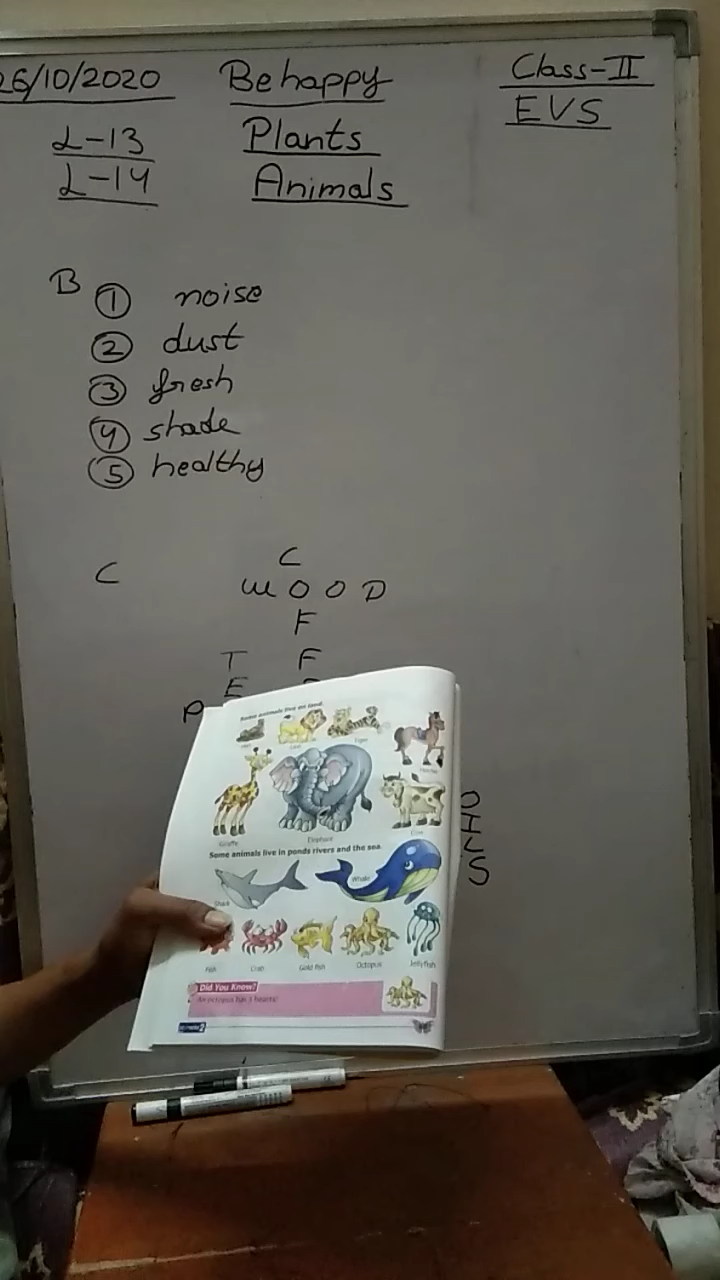 26/10/2020 Be happy Class-II
EVS
L-13 Plants
L-14 Animals
B ① noise
② dust
③ fresh
④ shade
⑤ healthy
C
C
WOOD
F
T F
E
P
O
I
L
S
Some animals live on land.
Lion Tiger
Horse
Giraffe Elephant Cow
Some animals live in ponds rivers and the sea.
Shark Whale
Fish Crab Gold fish Octopus Jellyfish
Did You Know?
An octopus has 3 hearts!